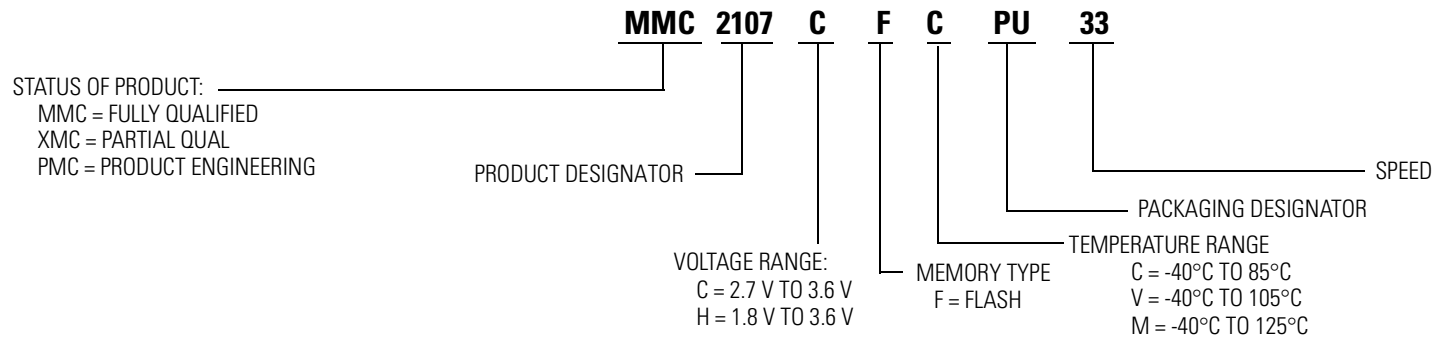 MMC 2107 C F C PU 33
STATUS OF PRODUCT:
MMC = FULLY QUALIFIED
XMC = PARTIAL QUAL
PMC = PRODUCT ENGINEERING
PRODUCT DESIGNATOR
SPEED
PACKAGING DESIGNATOR
VOLTAGE RANGE:
C = 2.7 V TO 3.6 V
H = 1.8 V TO 3.6 V
MEMORY TYPE
F = FLASH
TEMPERATURE RANGE
C = -40°C TO 85°C
V = -40°C TO 105°C
M = -40°C TO 125°C